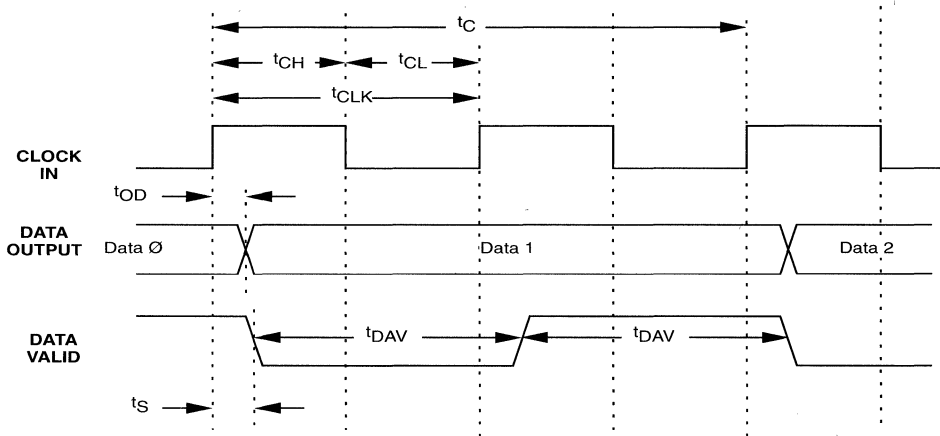 tC
tCH tCL
tCLK
CLOCK
IN
tOD
DATA
OUTPUT
Data Ø Data 1 Data 2
DATA
VALID
tDAV tDAV
tS